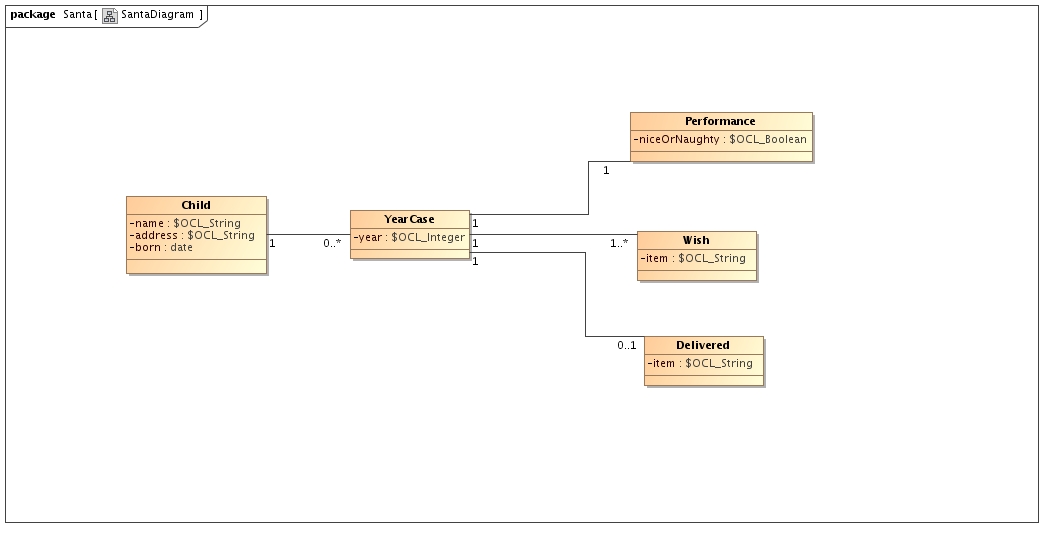 package Santa[ SantaDiagram ]
Performance
-niceOrNaughty : $OCL_Boolean
1
Child
-name : $OCL_String
-address : $OCL_String
-born : date
1
0..*
YearCase
-year : $OCL_Integer
1
1
1
1..*
Wish
-item : $OCL_String
0..1
Delivered
-item : $OCL_String